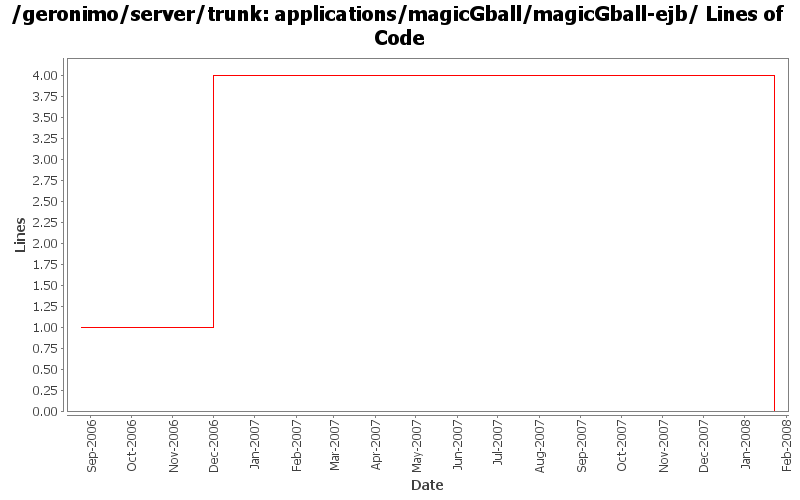 /geronimo/server/trunk: applications/magicGball/magicGball-ejb/ Lines of
Code
4.00
3.75
3.50
3.25
3.00
2.75
2.50
2.25
2.00
1.75
1.50
1.25
1.00
0.75
0.50
0.25
0.00
Lines
Sep-2006
Oct-2006
Nov-2006
Dec-2006
Jan-2007
Feb-2007
Mar-2007
Apr-2007
May-2007
Jun-2007
Jul-2007
Aug-2007
Sep-2007
Oct-2007
Nov-2007
Dec-2007
Jan-2008
Feb-2008
Date